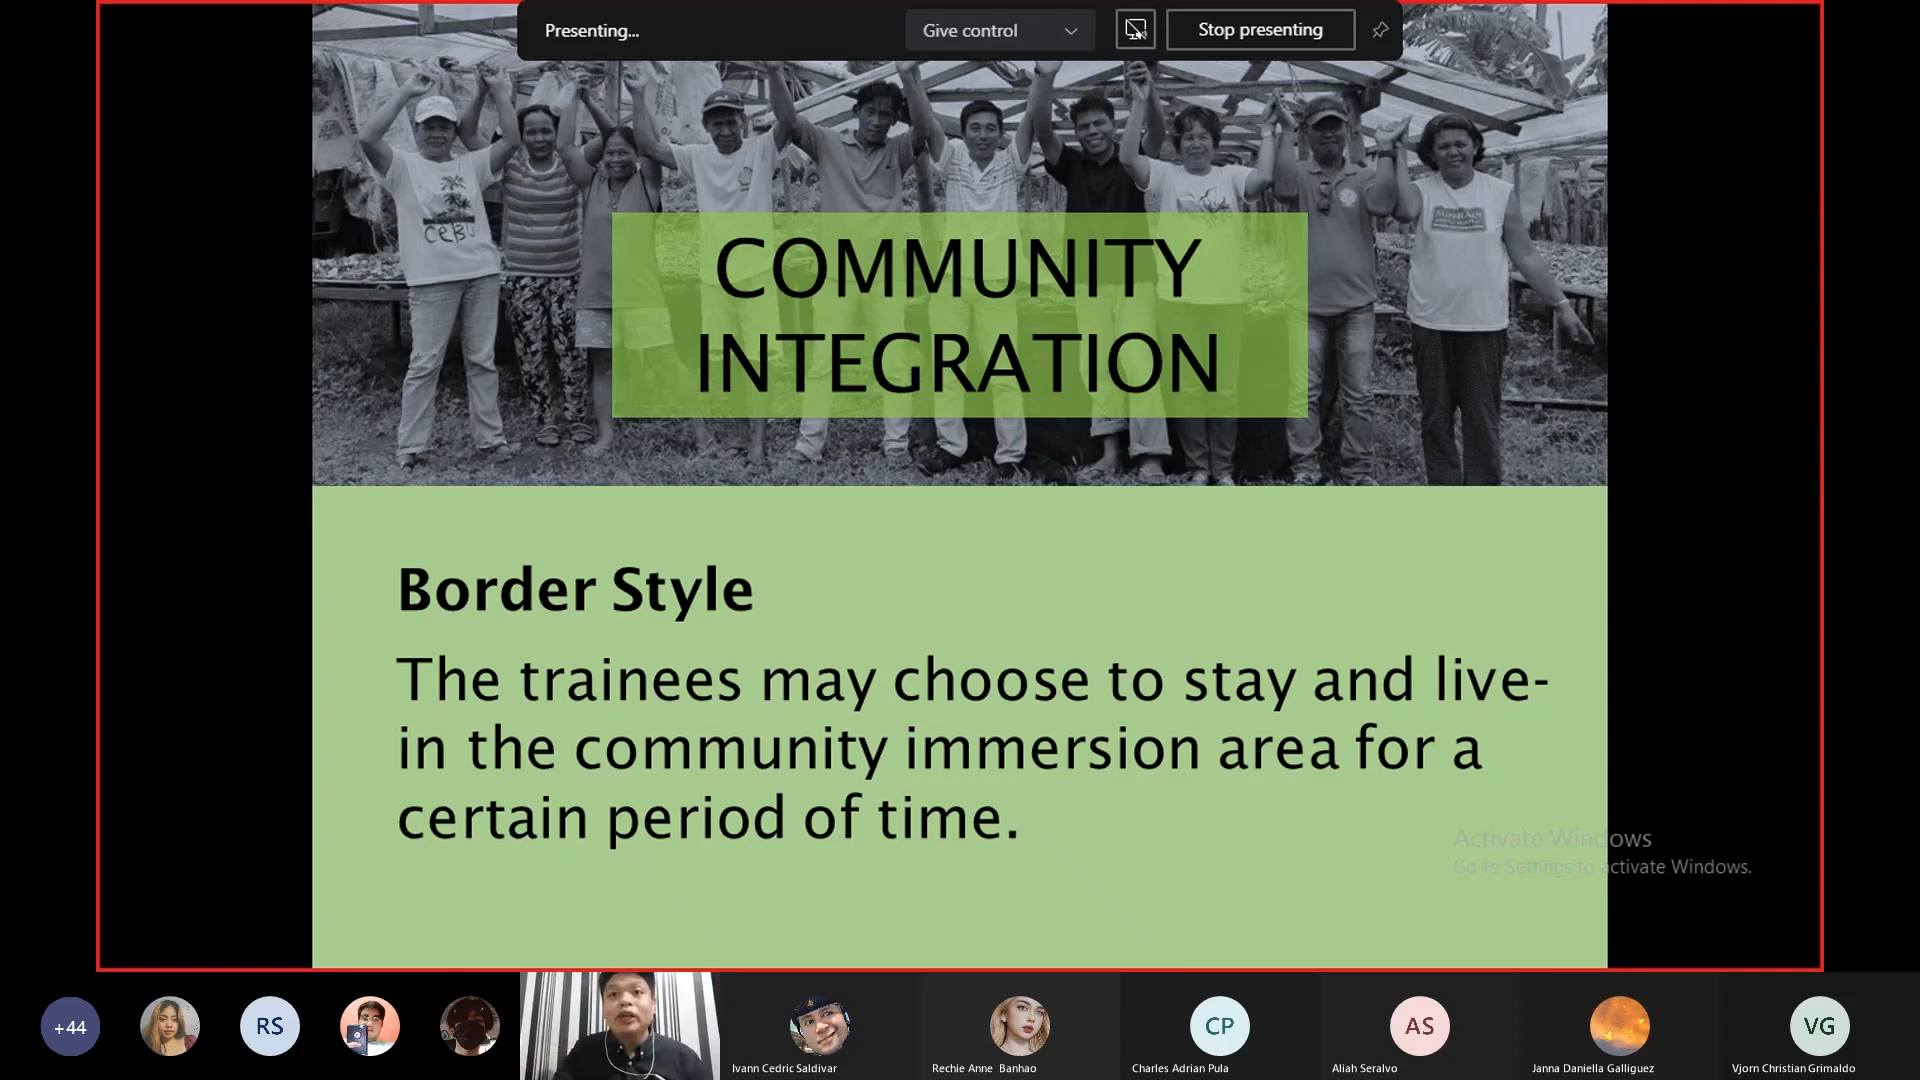 Presenting...
Give control
Stop presenting
CEBU
COMMUNITY
INTEGRATION
Border Style
The trainees may choose to stay and live-
in the community immersion area for a
certain period of time.
Activate Windows
Go to Settings to activate Windows.
+44
RS
CP
AS
VG
Ivann Cedric Saldivar
Rechie Anne Banhao
Charles Adrian Pula
Aliah Seralvo
Janna Daniella Galliguez
Vjorn Christian Grimaldo